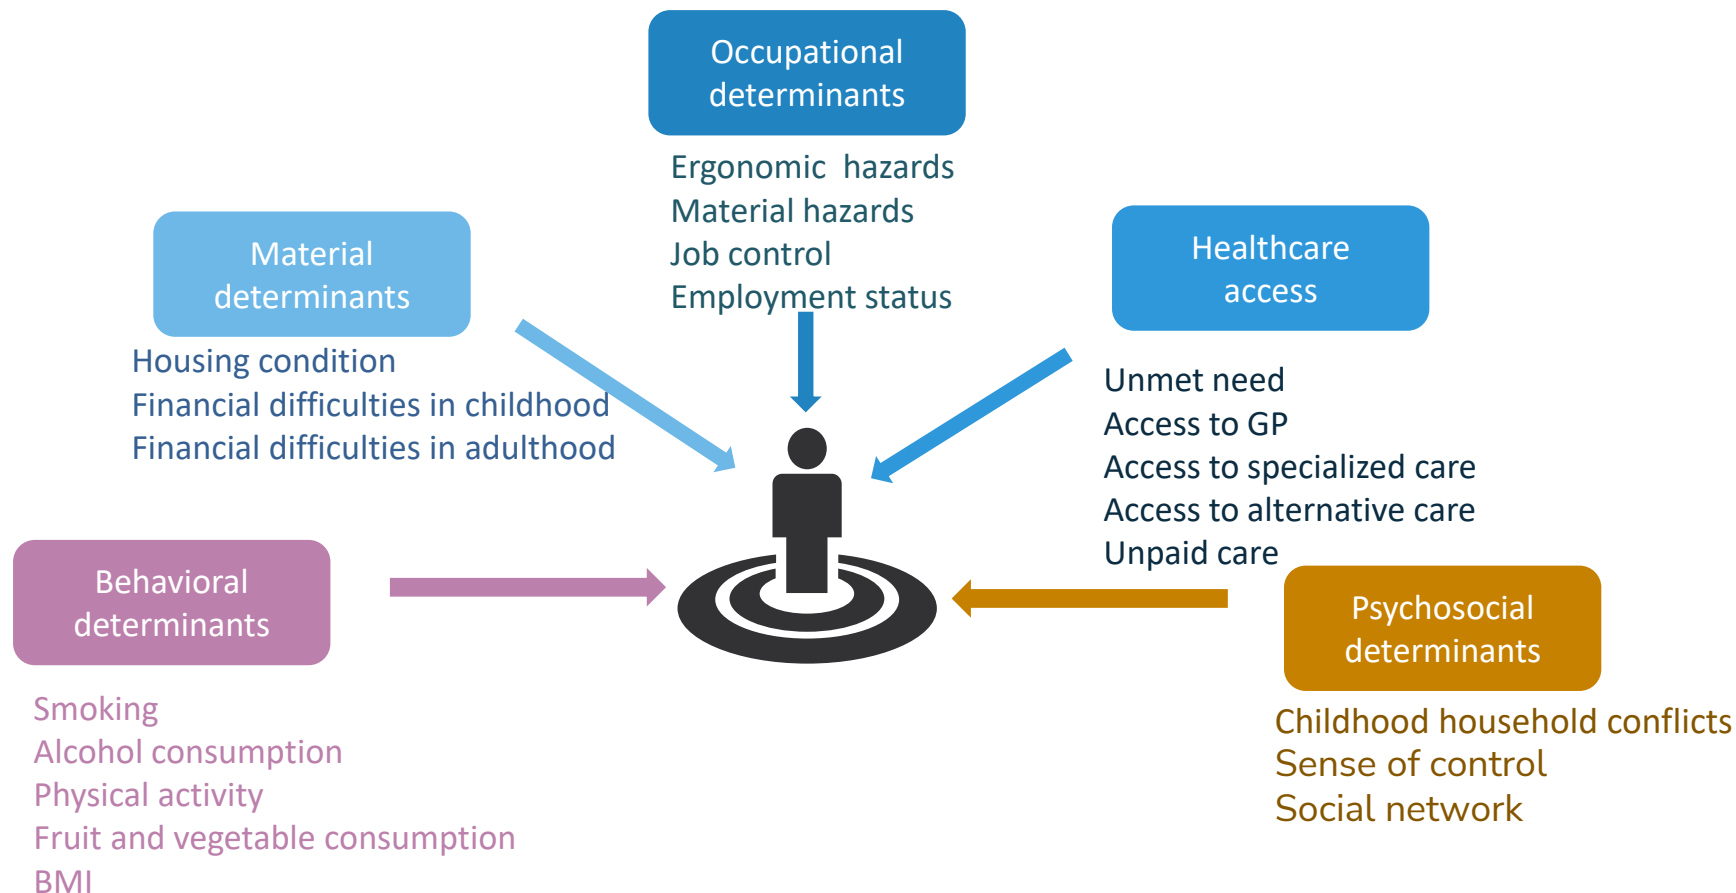 Occupational
determinants
Ergonomic  hazards
Material hazards
Job control
Employment status
Material
determinants
Housing condition
Financial difficulties in childhood
Financial difficulties in adulthood
Healthcare
access
Unmet need
Access to GP
Access to specialized care
Access to alternative care
Unpaid care
Behavioral
determinants
Smoking
Alcohol consumption
Physical activity
Fruit and vegetable consumption
BMI
Psychosocial
determinants
Childhood household conflicts
Sense of control
Social network